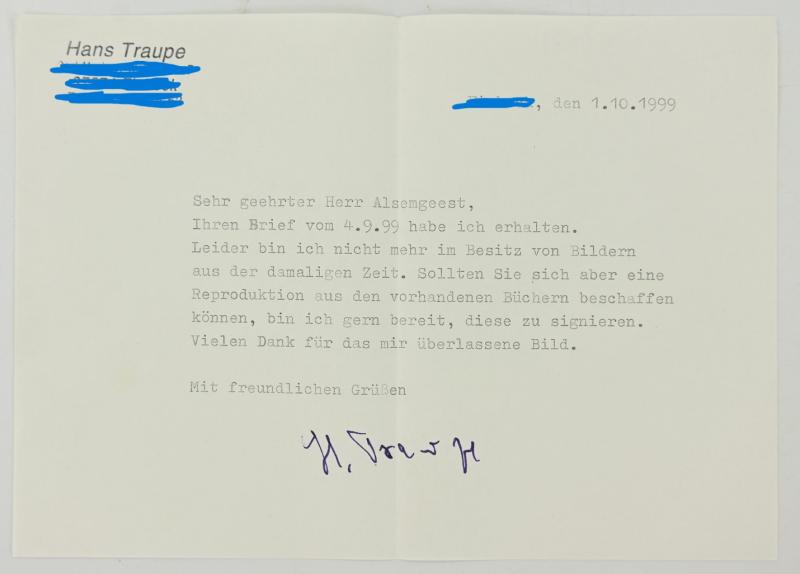 Hans Traupe
, den 1.10.1999
Sehr geehrter Herr Alsemgeest,
Ihren Brief vom 4.9.99 habe ich erhalten.
Leider bin ich nicht mehr im Besitz von Bildern
aus der damaligen Zeit. Sollten Sie sich aber eine
Reproduktion aus den vorhandenen Büchern beschaffen
können, bin ich gern bereit, diese zu signieren.
Vielen Dank für das mir überlassene Bild.
Mit freundlichen Grüßen
H. Traupe